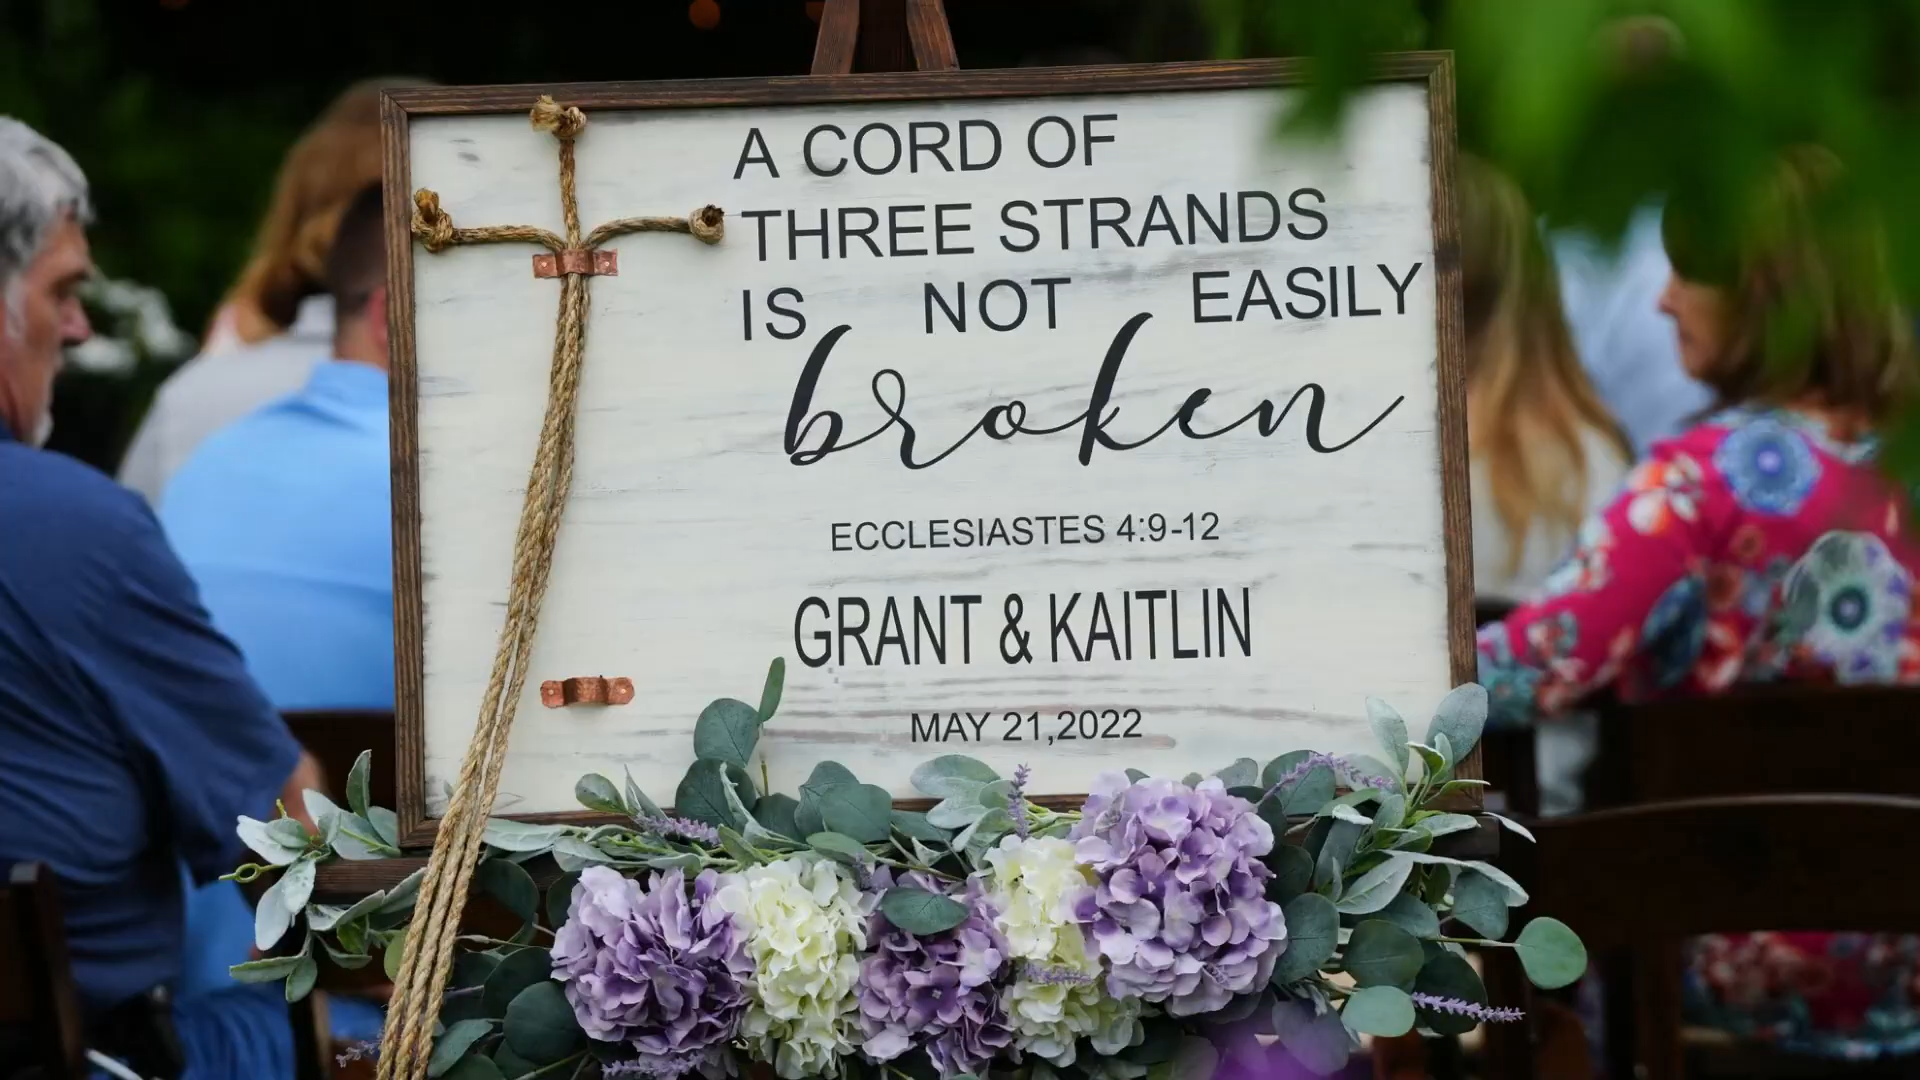 A CORD OF
THREE STRANDS
IS NOT EASILY
broken
ECCLESIASTES 4:9-12
GRANT & KAITLIN
MAY 21,2022